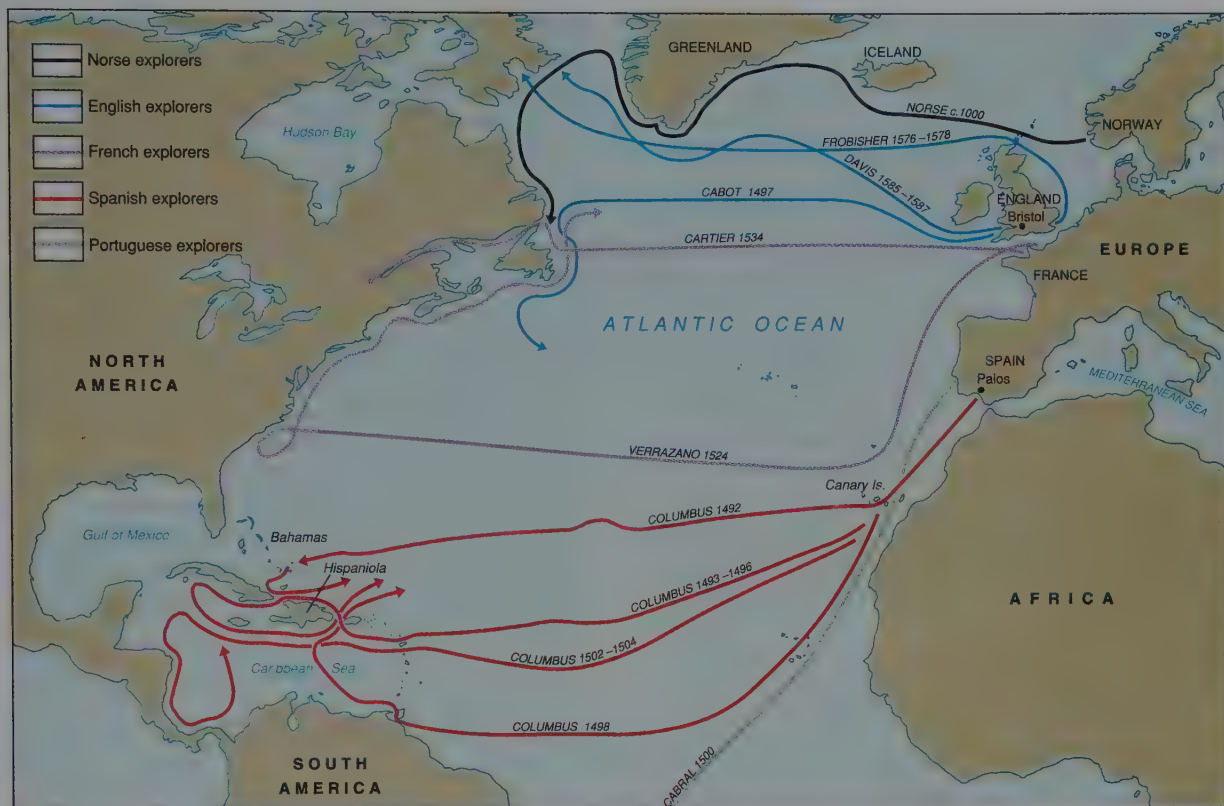 Norse explorers
English explorers
French explorers
Spanish explorers
Portuguese explorers
GREENLAND
ICELAND
NORSE c.1000
NORWAY
Hudson Bay
FROBISHER 1576–1578
DAVIS 1585–1587
CABOT 1497
ENGLAND
Bristol
CARTIER 1534
EUROPE
FRANCE
ATLANTIC OCEAN
NORTH
AMERICA
SPAIN
Palos
MEDITERRANEAN SEA
VERRAZANO 1524
Canary Is.
COLUMBUS 1492
Gulf of Mexico
Bahamas
Hispaniola
COLUMBUS 1493–1496
AFRICA
COLUMBUS 1502–1504
Caribbean Sea
COLUMBUS 1498
SOUTH
AMERICA
CABRAL 1500